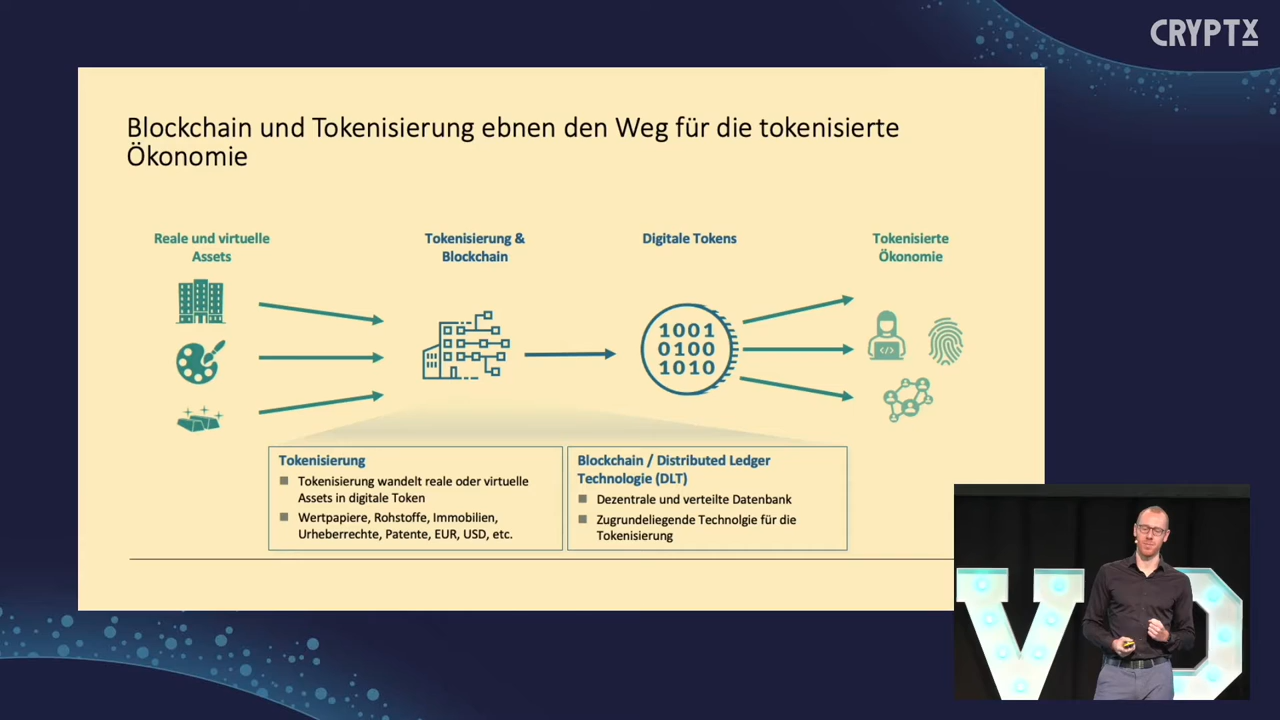 CRYPTX
Blockchain und Tokenisierung ebnen den Weg für die tokenisierte
Ökonomie
Reale und virtuelle
Assets
Tokenisierung &
Blockchain
Digitale Tokens
Tokenisierte
Ökonomie
1001
0100
1010
</>
Tokenisierung
Tokenisierung wandelt reale oder virtuelle
Assets in digitale Token
Wertpapiere, Rohstoffe, Immobilien,
Urheberrechte, Patente, EUR, USD, etc.
Blockchain / Distributed Ledger
Technologie (DLT)
Dezentrale und verteilte Datenbank
Zugrundeliegende Technolgie für die
Tokenisierung
V